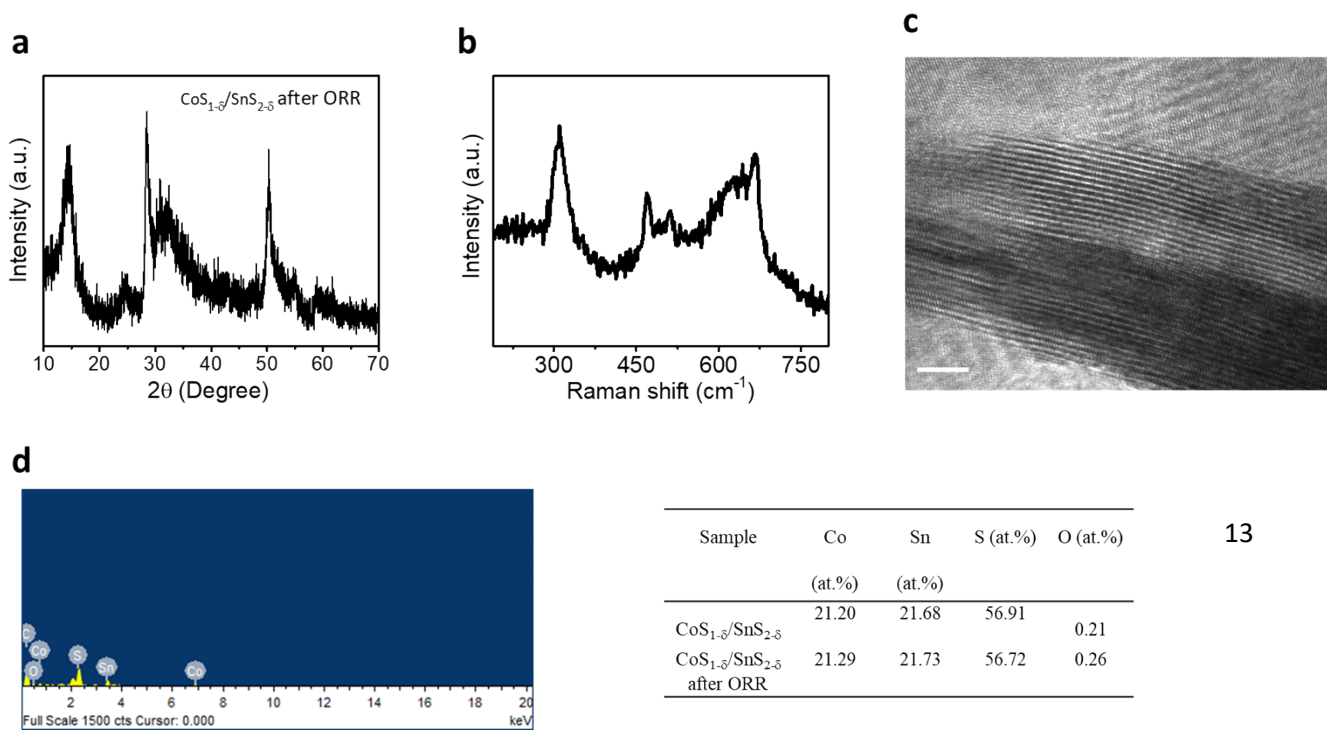 a
CoS1-δ/SnS2-δ after ORR
Intensity (a.u.)
10 20 30 40 50 60 70
2θ (Degree)
b
Intensity (a.u.)
300 450 600 750
Raman shift (cm-1)
c
d
C
Co
O
S
Sn
Co
2 4 6 8 10 12 14 16 18 20
Full Scale 1500 cts Cursor: 0.000 keV
Sample Co Sn S (at.%) O (at.%)
(at.%) (at.%)
CoS1-δ/SnS2-δ 21.20 21.68 56.91 0.21
CoS1-δ/SnS2-δ 21.29 21.73 56.72 0.26
after ORR
13